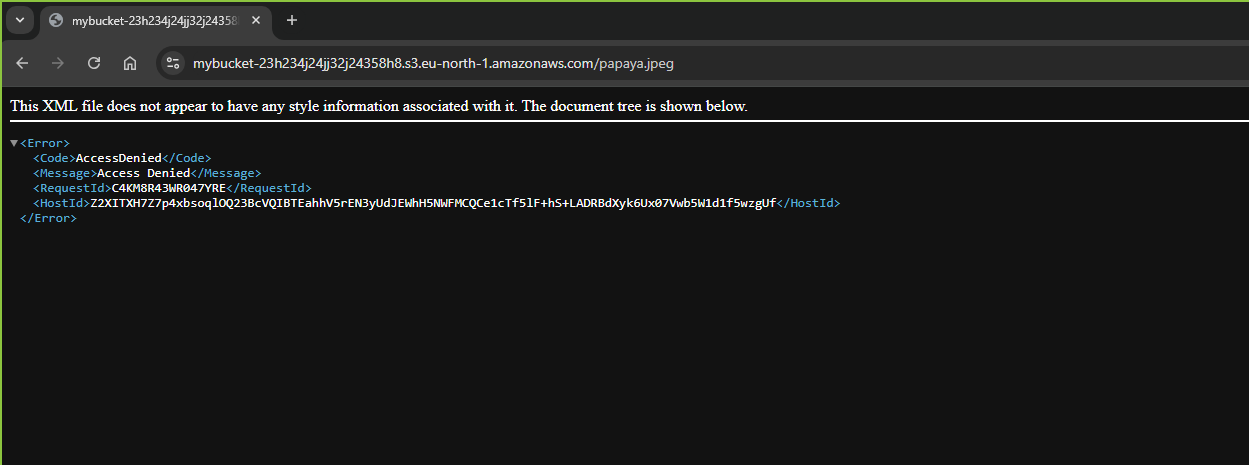 mybucket-23h234j24jj32j24358
mybucket-23h234j24jj32j24358h8.s3.eu-north-1.amazonaws.com/papaya.jpeg
This XML file does not appear to have any style information associated with it. The document tree is shown below.
<Error>
<Code>AccessDenied</Code>
<Message>Access Denied</Message>
<RequestId>C4KM8R43WR047YRE</RequestId>
<HostId>Z2XITXH7Z7p4xbsoqlOQ23BcVQIBTEahhV5rEN3yUdJEWhH5NWFMCQCe1cTf5lF+hS+LADRBdXyk6Ux07Vwb5W1d1f5wzgUf</HostId>
</Error>